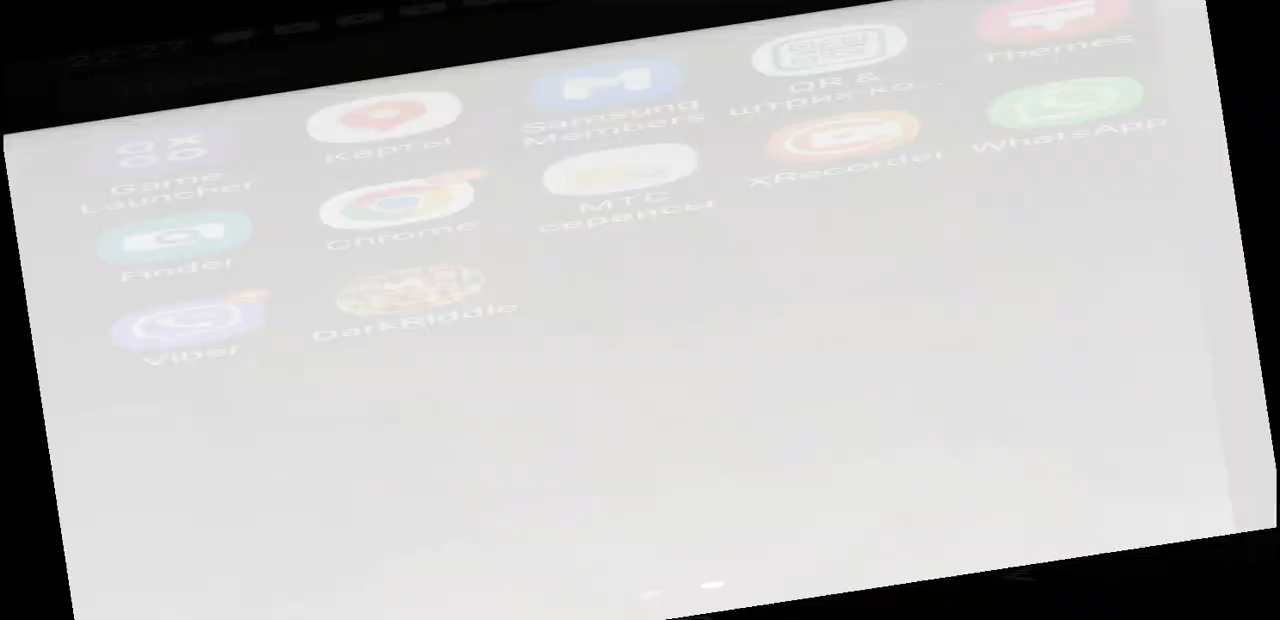 Themes
QR &
штрих-ко...
Samsung
Members
Карты
Game
Launcher
WhatsApp
XRecorder
МТС
сервисы
Chrome
Finder
DarkRiddle
Viber